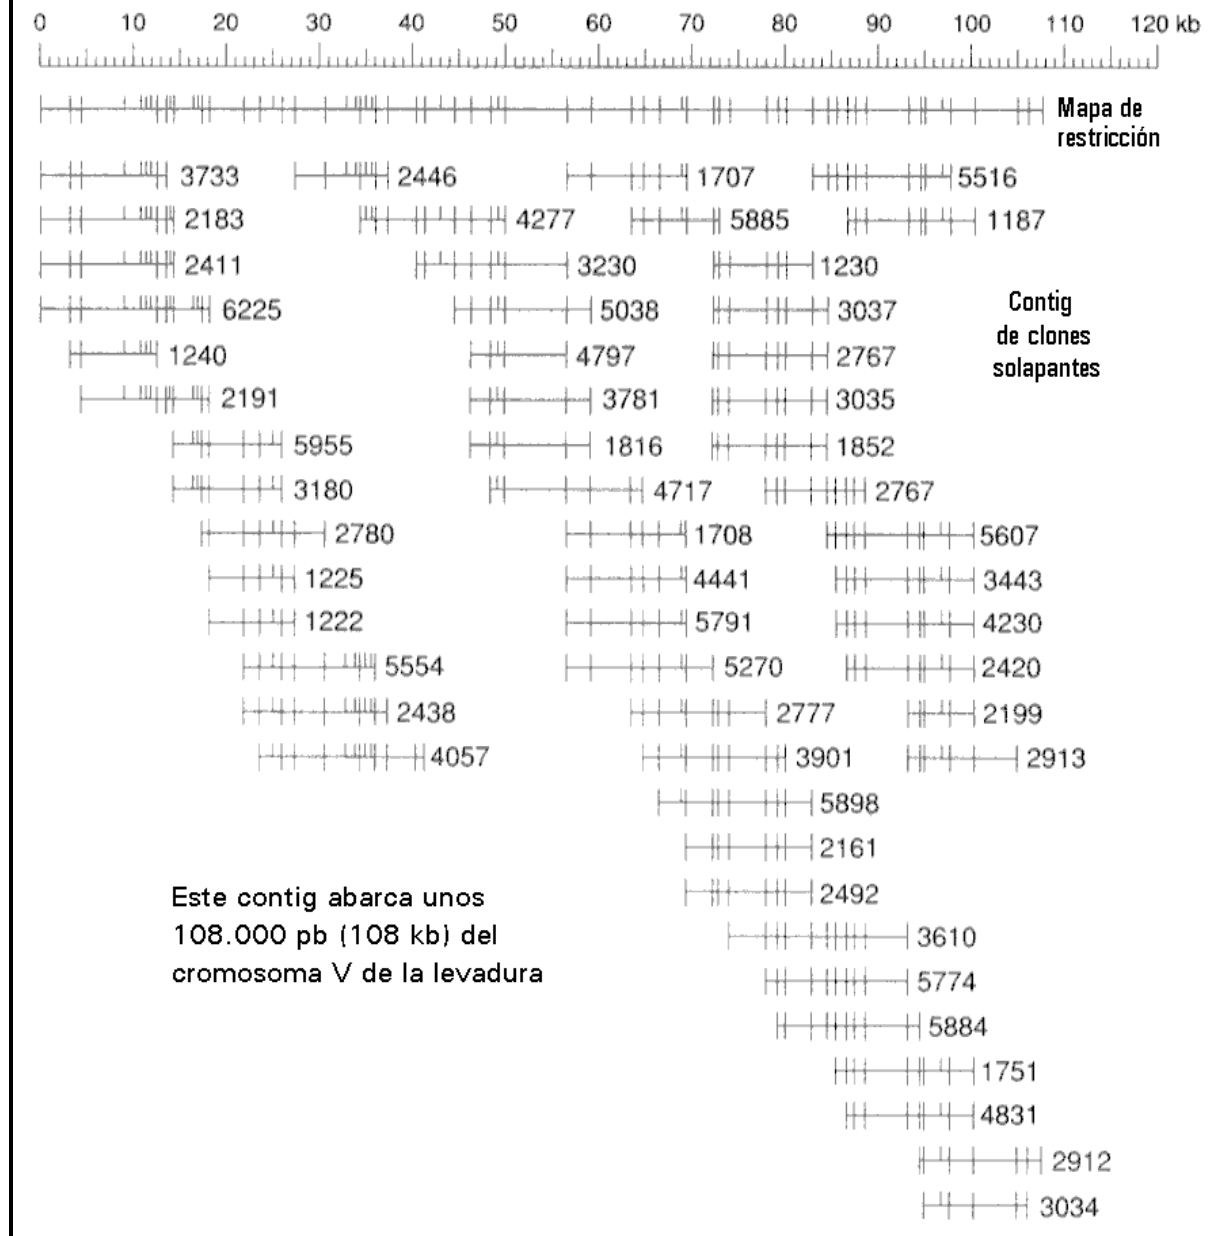 0 10 20 30 40 50 60 70 80 90 100 110 120 kb
Mapa de
restricción
3733 2446 1707 5516
2183 4277 5885 1187
2411 3230 1230
6225 5038 3037
Contig
de clones
solapantes
1240 4797 2767
2191 3781 3035
5955 1816 1852
3180 4717 2767
2780 1708 5607
1225 4441 3443
1222 5791 4230
5554 5270 2420
2438 2777 2199
4057 3901 2913
5898
2161
2492
Este contig abarca unos
108.000 pb (108 kb) del
cromosoma V de la levadura
3610
5774
5884
1751
4831
2912
3034